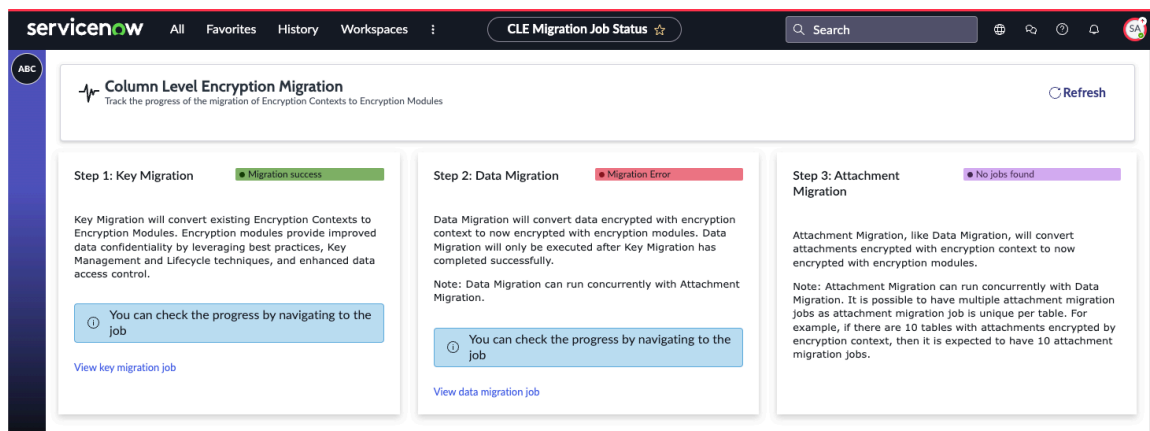 servicenow All Favorites History Workspaces CLE Migration Job Status Search SA
ABC
Column Level Encryption Migration
Track the progress of the migration of Encryption Contexts to Encryption Modules
Refresh
Step 1: Key Migration
Migration success
Key Migration will convert existing Encryption Contexts to
Encryption Modules. Encryption modules provide improved
data confidentiality by leveraging best practices, Key
Management and Lifecycle techniques, and enhanced data
access control.
You can check the progress by navigating to the
job
View key migration job
Step 2: Data Migration
Migration Error
Data Migration will convert data encrypted with encryption
context to now encrypted with encryption modules. Data
Migration will only be executed after Key Migration has
completed successfully.
Note: Data Migration can run concurrently with Attachment
Migration.
You can check the progress by navigating to the
job
View data migration job
Step 3: Attachment
Migration
No jobs found
Attachment Migration, like Data Migration, will convert
attachments encrypted with encryption context to now
encrypted with encryption modules.
Note: Attachment Migration can run concurrently with Data
Migration. It is possible to have multiple attachment migration
jobs as attachment migration job is unique per table. For
example, if there are 10 tables with attachments encrypted by
encryption context, then it is expected to have 10 attachment
migration jobs.